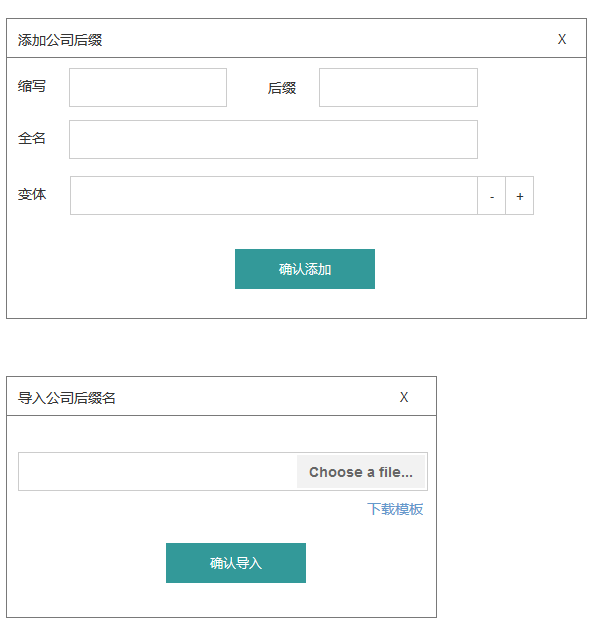 添加公司后缀 X
缩写 后缀
全名
变体 - +
确认添加
导入公司后缀名 X
Choose a file...
下载模板
确认导入